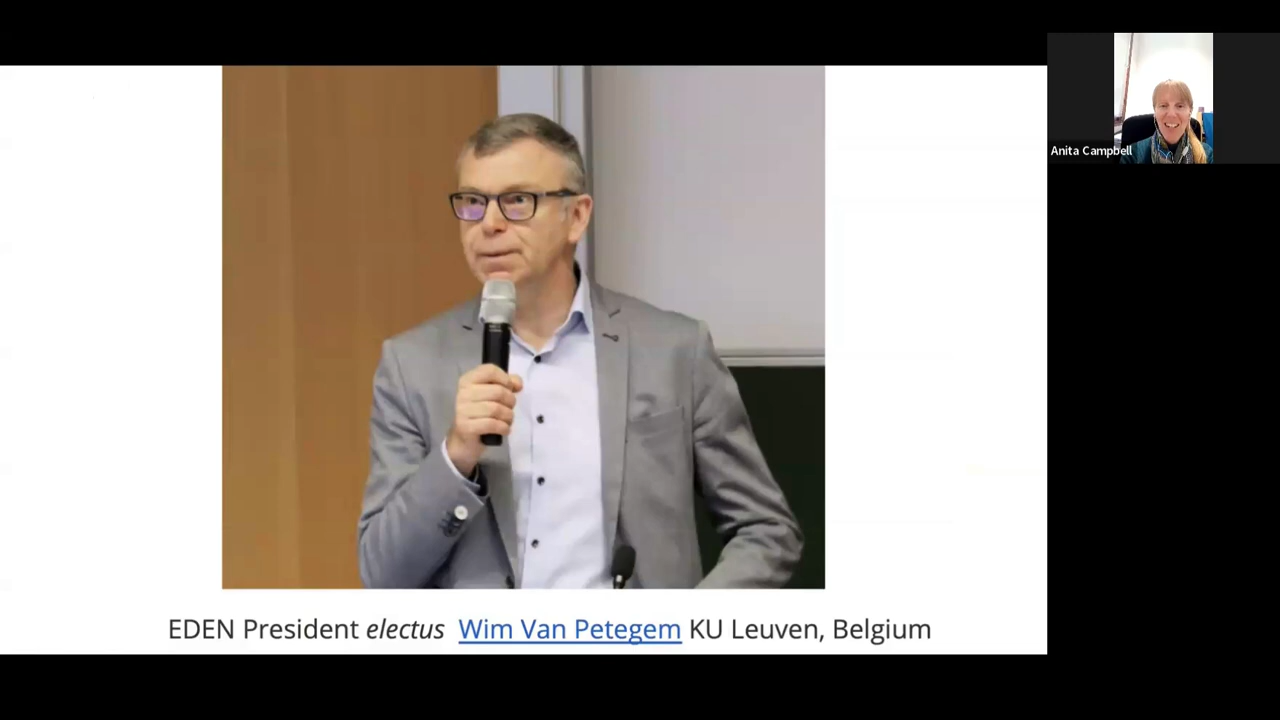 Anita Campbell
EDEN President electus Wim Van Petegem KU Leuven, Belgium